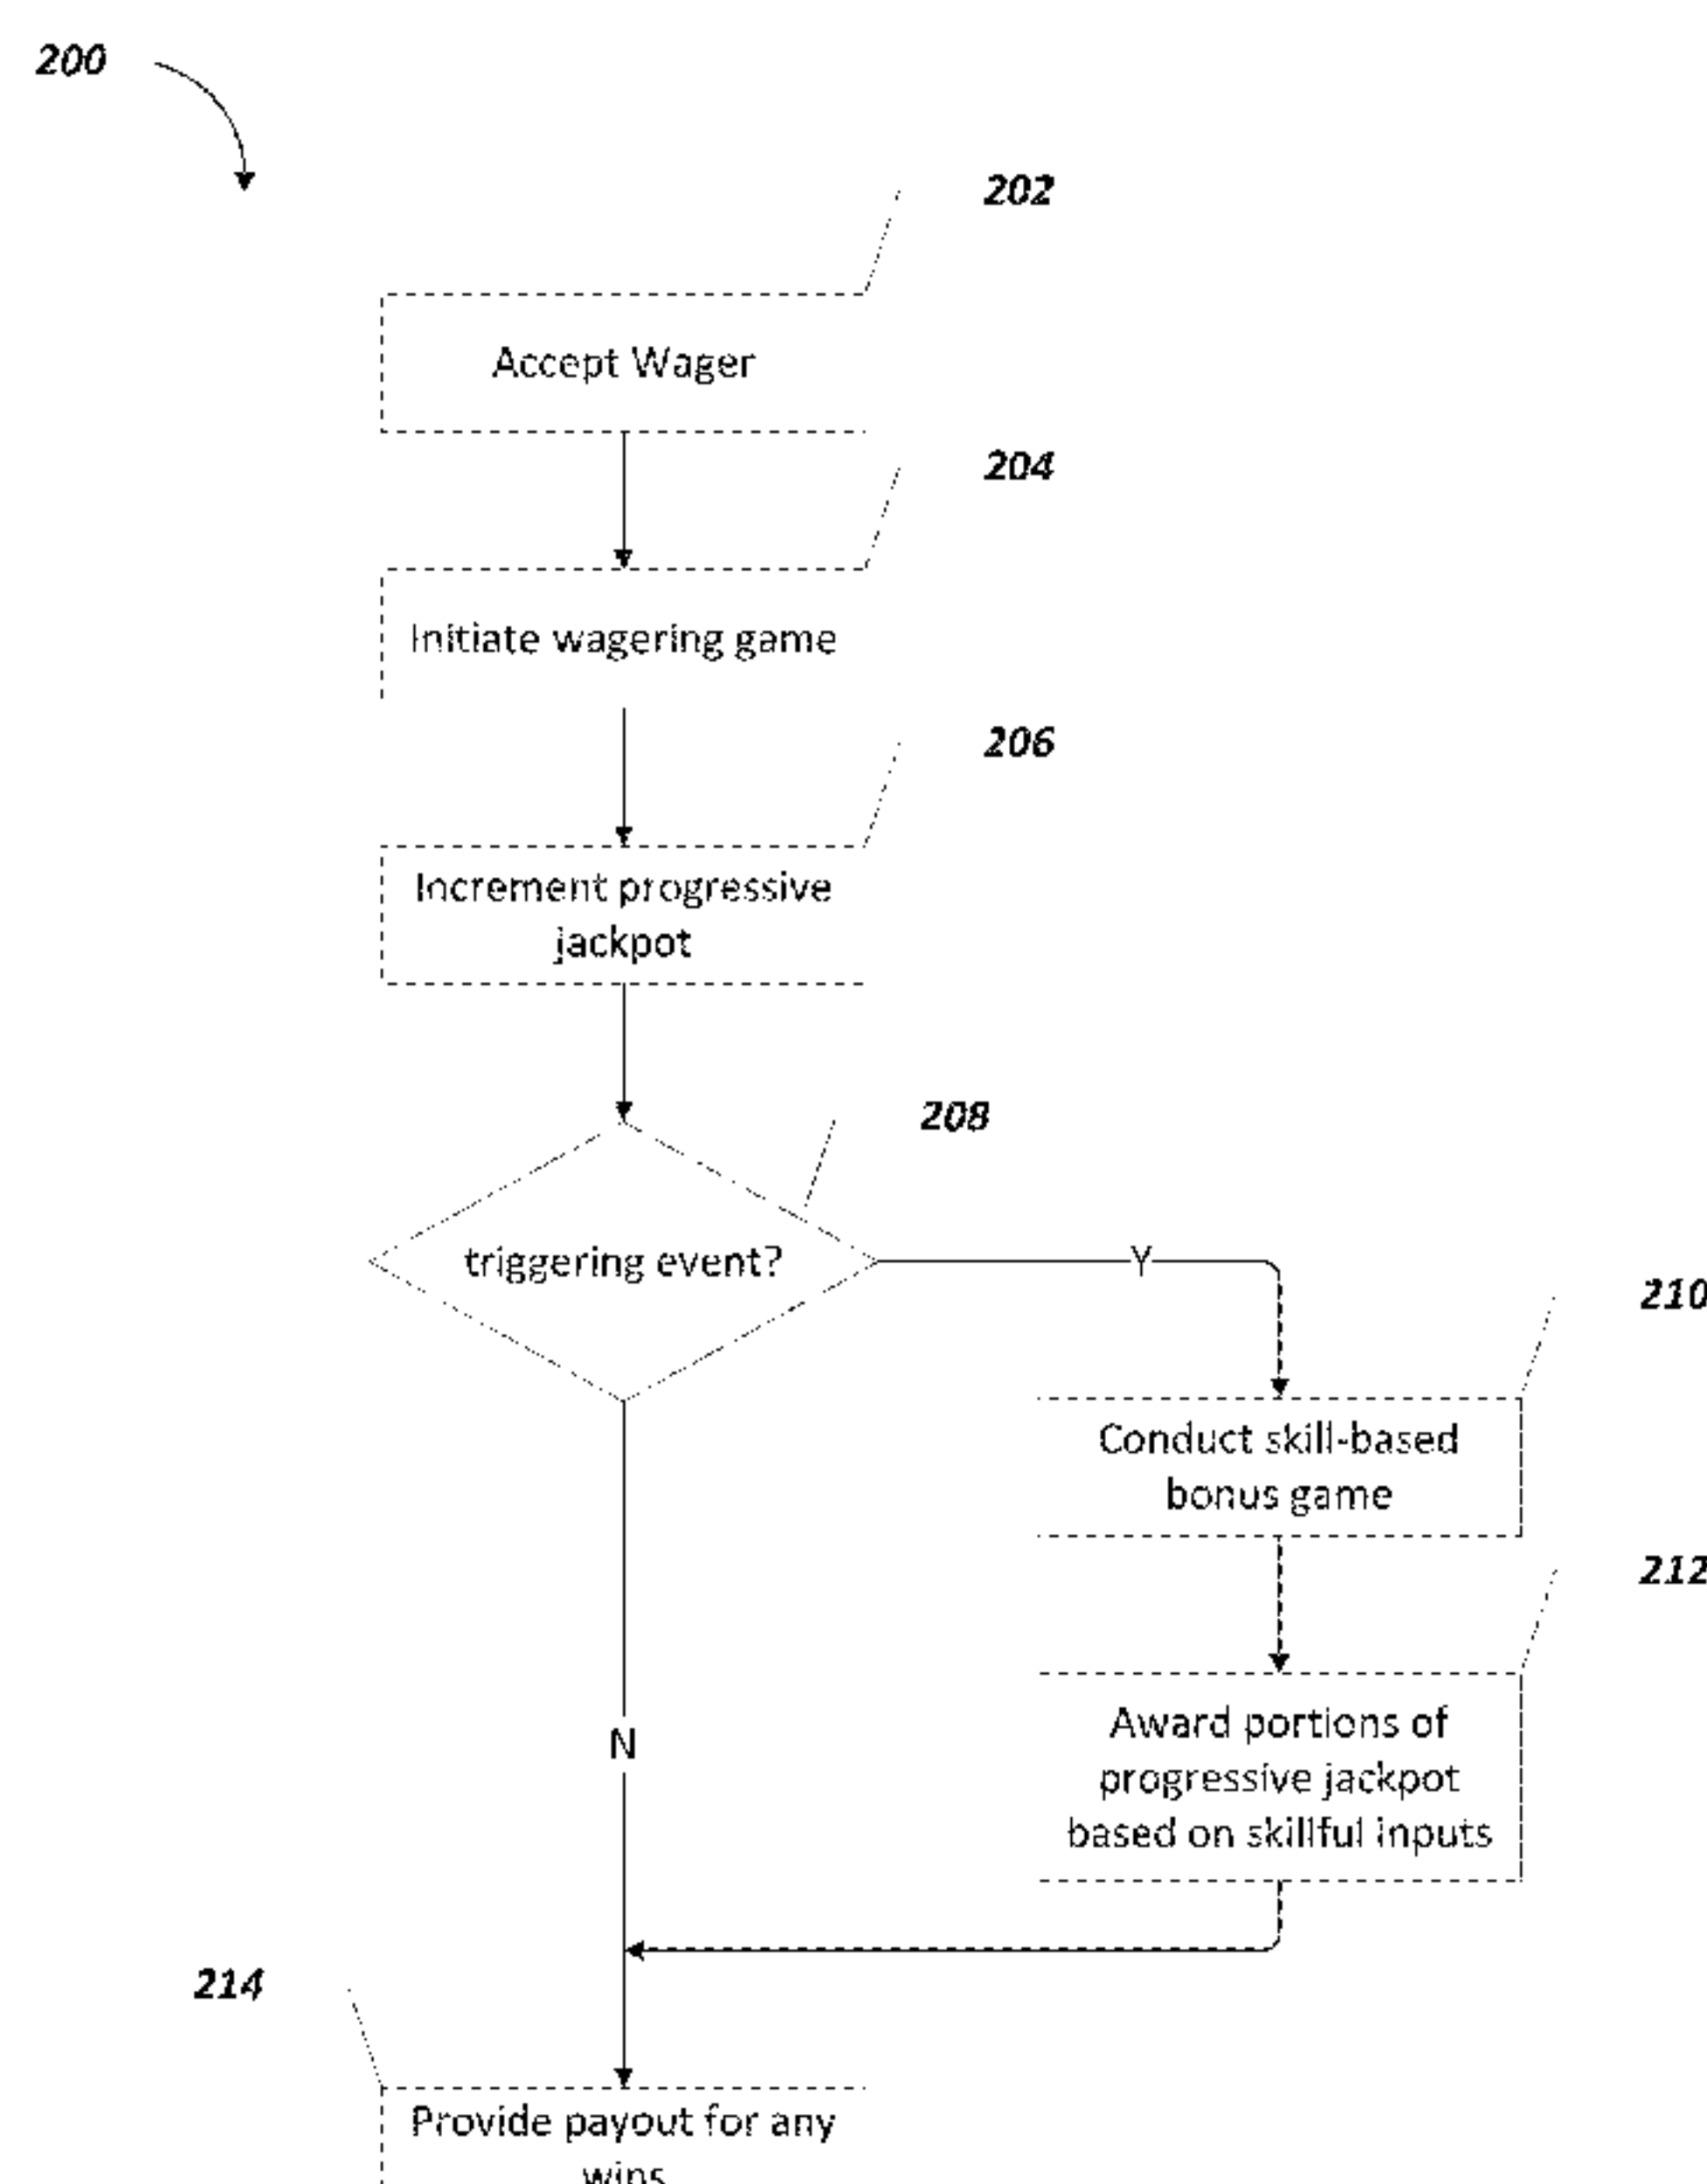 200
202
Accept Wager
204
Initiate wagering game
206
Increment progressive
jackpot
208
triggering event?
Y
210
Conduct skill-based
bonus game
212
Award portions of
progressive jackpot
based on skillful inputs
N
214
Provide payout for any
wins